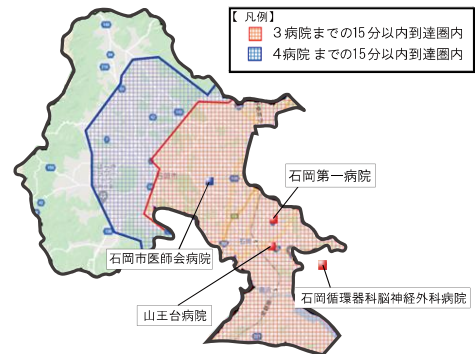 【 凡例】
３病院までの15分以内到達圏内
４病院 までの15分以内到達圏内
石岡第一病院
石岡市医師会病院
石岡循環器科脳神経外科病院
山王台病院